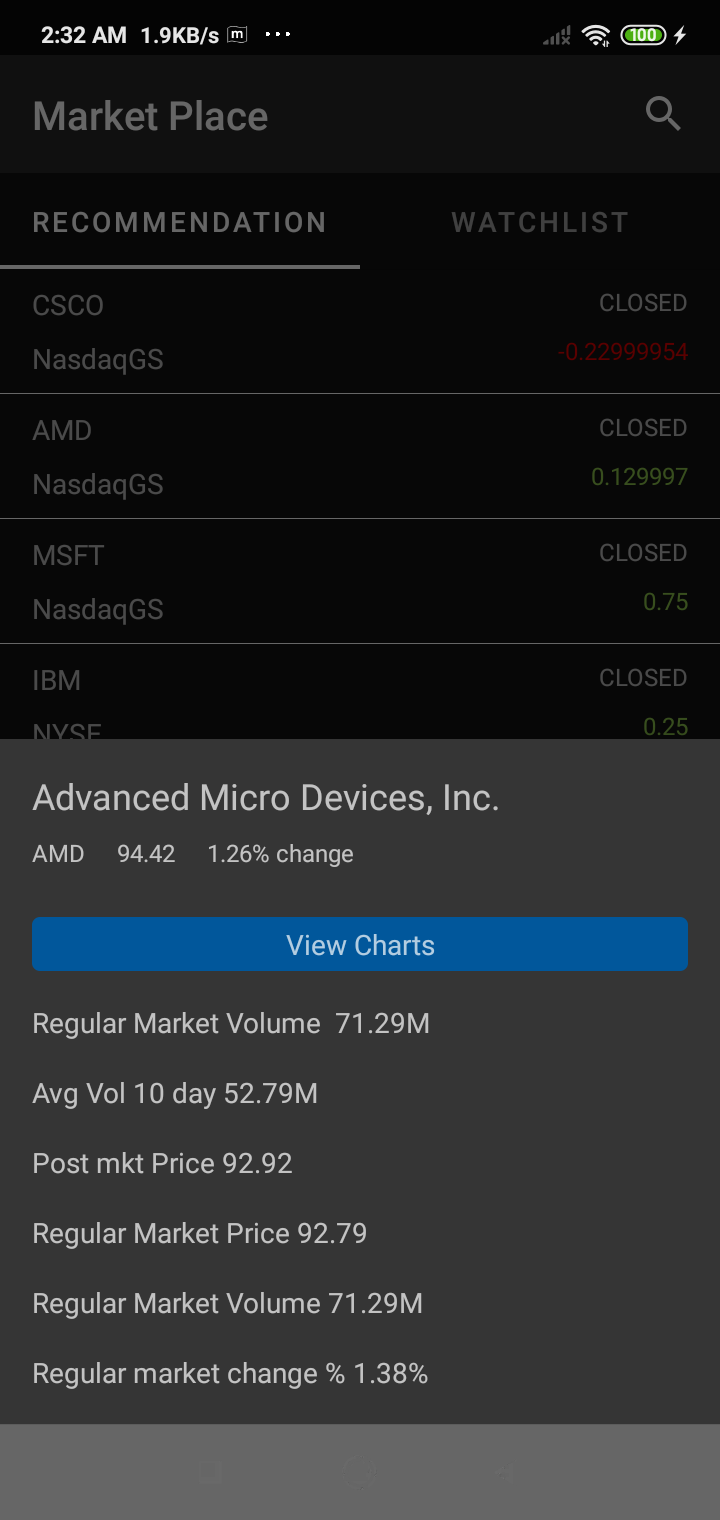 2:32 AM 1.9KB/s m ...
100
Market Place
RECOMMENDATION WATCHLIST
CSCO CLOSED
NasdaqGS -0.22999954
AMD CLOSED
NasdaqGS 0.129997
MSFT CLOSED
NasdaqGS 0.75
IBM CLOSED
NYSE 0.25
Advanced Micro Devices, Inc.
AMD 94.42 1.26% change
View Charts
Regular Market Volume 71.29M
Avg Vol 10 day 52.79M
Post mkt Price 92.92
Regular Market Price 92.79
Regular Market Volume 71.29M
Regular market change % 1.38%